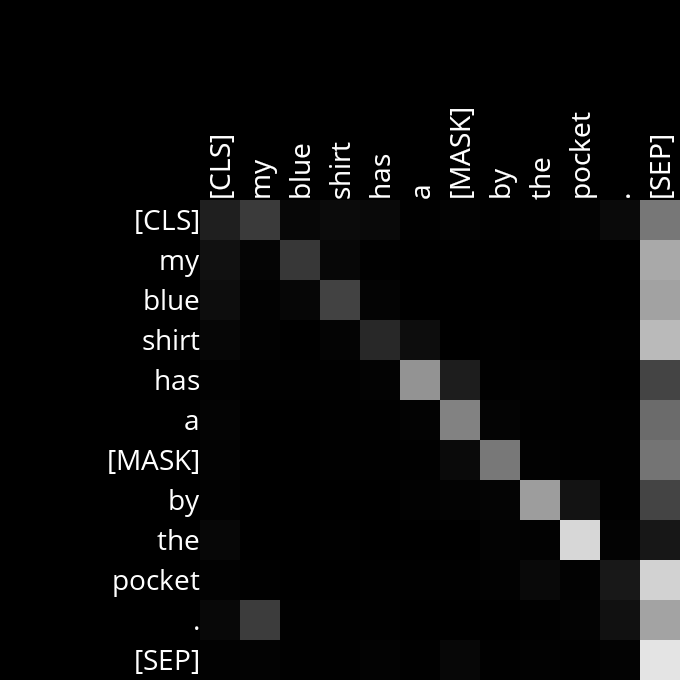 [CLS] my blue shirt has a [MASK] by the pocket . [SEP]
[CLS]
my
blue
shirt
has
a
[MASK]
by
the
pocket
.
[SEP]